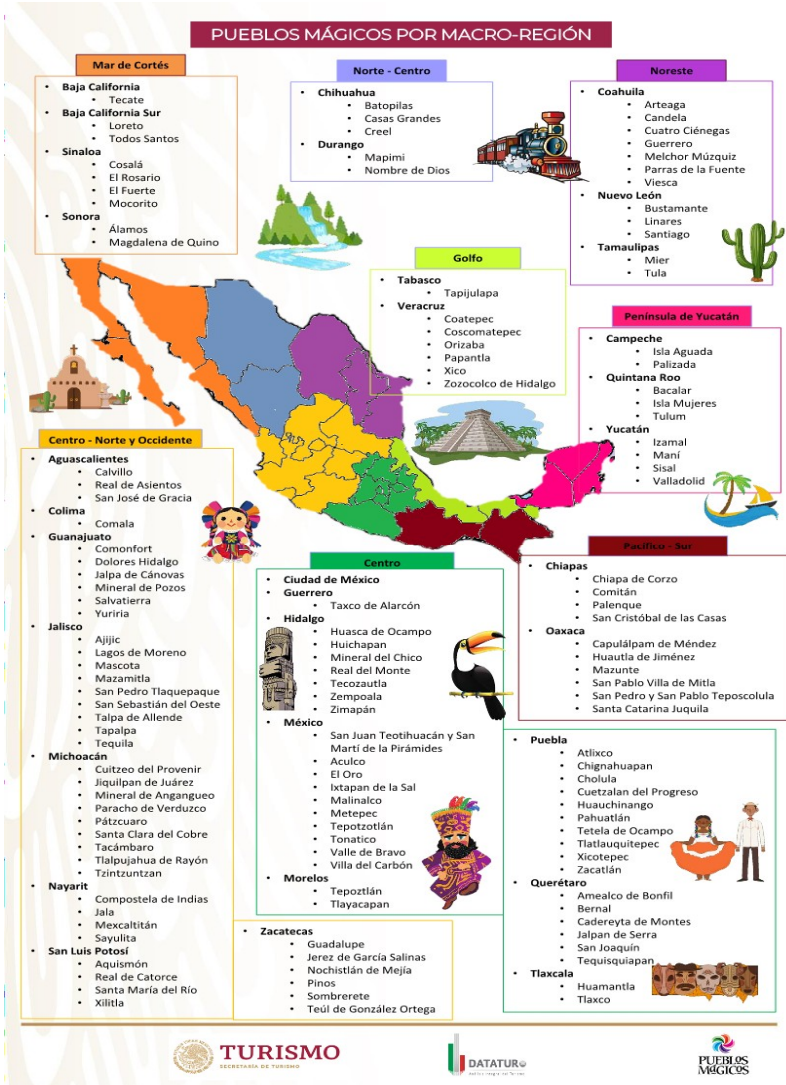 PUEBLOS MÁGICOS POR MACRO-REGIÓN
Mar de Cortés
• Baja California
• Tecate
• Baja California Sur
• Loreto
• Todos Santos
• Sinaloa
• Cosalá
• El Rosario
• El Fuerte
• Mocorito
• Sonora
• Álamos
• Magdalena de Quino
Norte - Centro
• Chihuahua
• Batopilas
• Casas Grandes
• Creel
• Durango
• Mapimi
• Nombre de Dios
Noreste
• Coahuila
• Arteaga
• Candela
• Cuatro Ciénegas
• Guerrero
• Melchor Múzquiz
• Parras de la Fuente
• Viesca
• Nuevo León
• Bustamante
• Linares
• Santiago
• Tamaulipas
• Mier
• Tula
Golfo
• Tabasco
• Tapijulapa
• Veracruz
• Coatepec
• Coscomatepec
• Orizaba
• Papantla
• Xico
• Zozocolco de Hidalgo
Península de Yucatán
• Campeche
• Isla Aguada
• Palizada
• Quintana Roo
• Bacalar
• Isla Mujeres
• Tulum
• Yucatán
• Izamal
• Maní
• Sisal
• Valladolid
Centro - Norte y Occidente
• Aguascalientes
• Calvillo
• Real de Asientos
• San José de Gracia
• Colima
• Comala
• Guanajuato
• Comonfort
• Dolores Hidalgo
• Jalpa de Cánovas
• Mineral de Pozos
• Salvatierra
• Yuriria
• Jalisco
• Ajijic
• Lagos de Moreno
• Mascota
• Mazamitla
• San Pedro Tlaquepaque
• San Sebastián del Oeste
• Talpa de Allende
• Tapalpa
• Tequila
• Michoacán
• Cuitzeo del Provenir
• Jiquilpan de Juárez
• Mineral de Angangueo
• Paracho de Verduzco
• Pátzcuaro
• Santa Clara del Cobre
• Tacámbaro
• Tlalpujahua de Rayón
• Tzintzuntzan
• Nayarit
• Compostela de Indias
• Jala
• Mexcaltitán
• Sayulita
• San Luis Potosí
• Aquismón
• Real de Catorce
• Santa María del Río
• Xilitla
• Zacatecas
• Guadalupe
• Jerez de García Salinas
• Nochistlán de Mejía
• Pinos
• Sombrerete
• Teúl de González Ortega
Centro
• Ciudad de México
• Guerrero
• Taxco de Alarcón
• Hidalgo
• Huasca de Ocampo
• Huichapan
• Mineral del Chico
• Real del Monte
• Tecozautla
• Zempoala
• Zimapán
• México
• San Juan Teotihuacán y San
Martí de la Pirámides
• Aculco
• El Oro
• Ixtapan de la Sal
• Malinalco
• Metepec
• Tepotzotlán
• Tonatico
• Valle de Bravo
• Villa del Carbón
• Morelos
• Tepoztlán
• Tlayacapan
• Puebla
• Atlixco
• Chignahuapan
• Cholula
• Cuetzalan del Progreso
• Huauchinango
• Pahuatlán
• Tetela de Ocampo
• Tlatlauquitepec
• Xicotepec
• Zacatlán
• Querétaro
• Amealco de Bonfil
• Bernal
• Cadereyta de Montes
• Jalpan de Serra
• San Joaquín
• Tequisquiapan
• Tlaxcala
• Huamantla
• Tlaxco
Pacífico - Sur
• Chiapas
• Chiapa de Corzo
• Comitán
• Palenque
• San Cristóbal de las Casas
• Oaxaca
• Capulálpam de Méndez
• Huautla de Jiménez
• Mazunte
• San Pablo Villa de Mitla
• San Pedro y San Pablo Teposcolula
• Santa Catarina Juquila
TURISMO
SECRETARÍA DE TURISMO
DATATUR
PUEBLOS
MÁGICOS